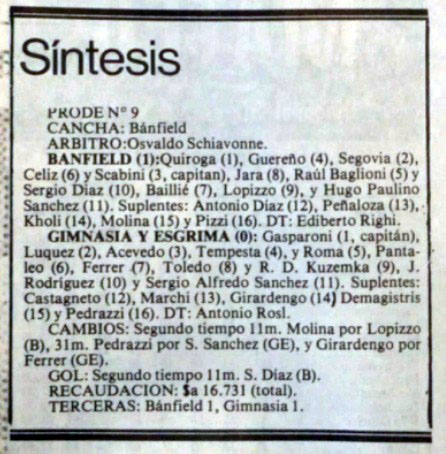 Síntesis
PRODE Nº 9
CANCHA: Bánfield
ARBITRO:Osvaldo Schiavonne.
BANFIELD (1):Quiroga (1), Guereño (4), Segovia (2),
Celiz (6) y Scabini (3, capitan), Jara (8), Raúl Baglioni (5) y
Sergio Diaz (10), Baillié (7), Lopizzo (9), y Hugo Paulino
Sanchez (11). Suplentes: Antonio Diaz (12), Peñaloza (13),
Kholi (14), Molina (15) y Pizzi (16). DT: Ediberto Righi.
GIMNASIA Y ESGRIMA (0): Gasparoni (1, capitán),
Luquez (2), Acevedo (3), Tempesta (4), y Roma (5), Panta-
leo (6), Ferrer (7), Toledo (8) y R. D. Kuzemka (9), J.
Rodríguez (10) y Sergio Alfredo Sanchez (11). Suplentes:
Castagneto (12), Marchi (13), Girardengo (14) Demagistris
(15) y Pedrazzi (16). DT: Antonio Rosl.
CAMBIOS: Segundo tiempo 11m. Molina por Lopizzo
(B), 31m. Pedrazzi por S. Sanchez (GE), y Girardengo por
Ferrer (GE).
GOL: Segundo tiempo 11m. S. Díaz (B).
RECAUDACION: $a 16.731 (total).
TERCERAS: Bánfield 1, Gimnasia 1.